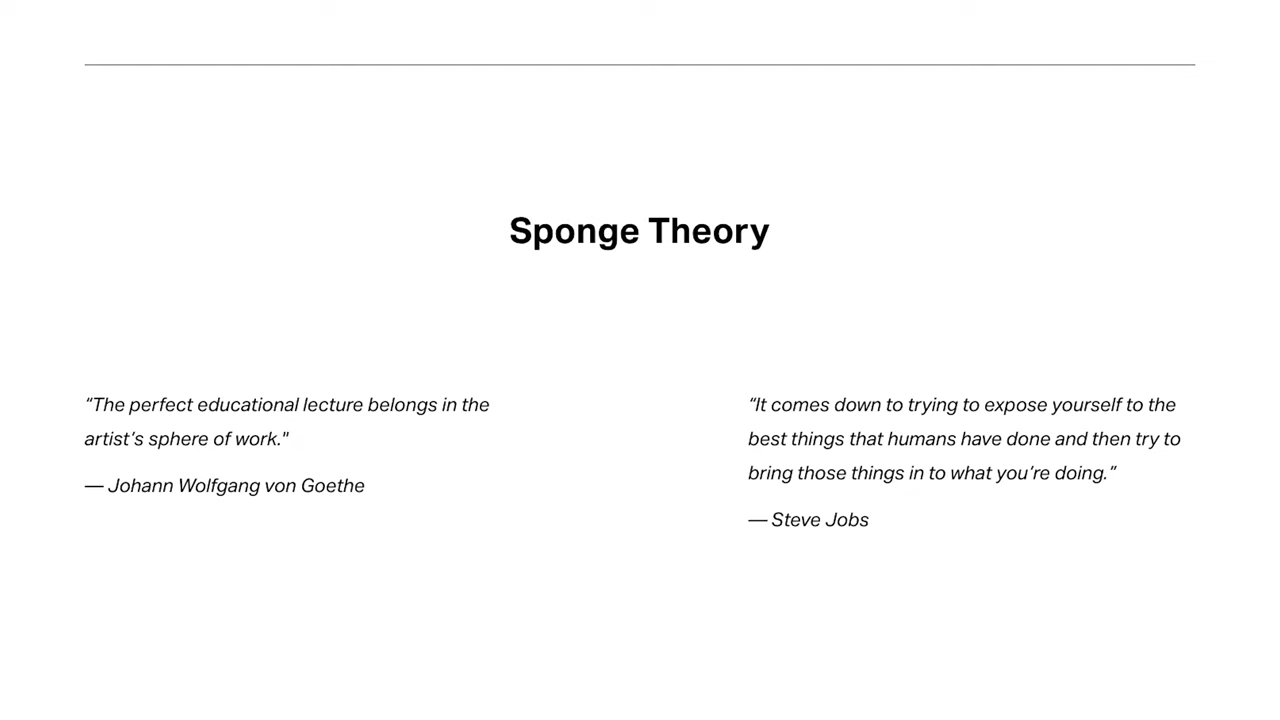 Sponge Theory
“The perfect educational lecture belongs in the
artist’s sphere of work."
— Johann Wolfgang von Goethe
“It comes down to trying to expose yourself to the
best things that humans have done and then try to
bring those things in to what you’re doing.“
— Steve Jobs